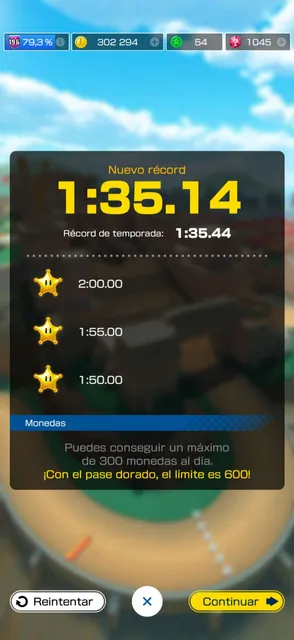 196 79,3 % i 302 294 + 54 1045 +
Nuevo récord
1:35.14
Récord de temporada: 1:35.44
2:00.00
1:55.00
1:50.00
Monedas
Puedes conseguir un máximo
de 300 monedas al día.
¡Con el pase dorado, el límite es 600!
Reintentar × Continuar